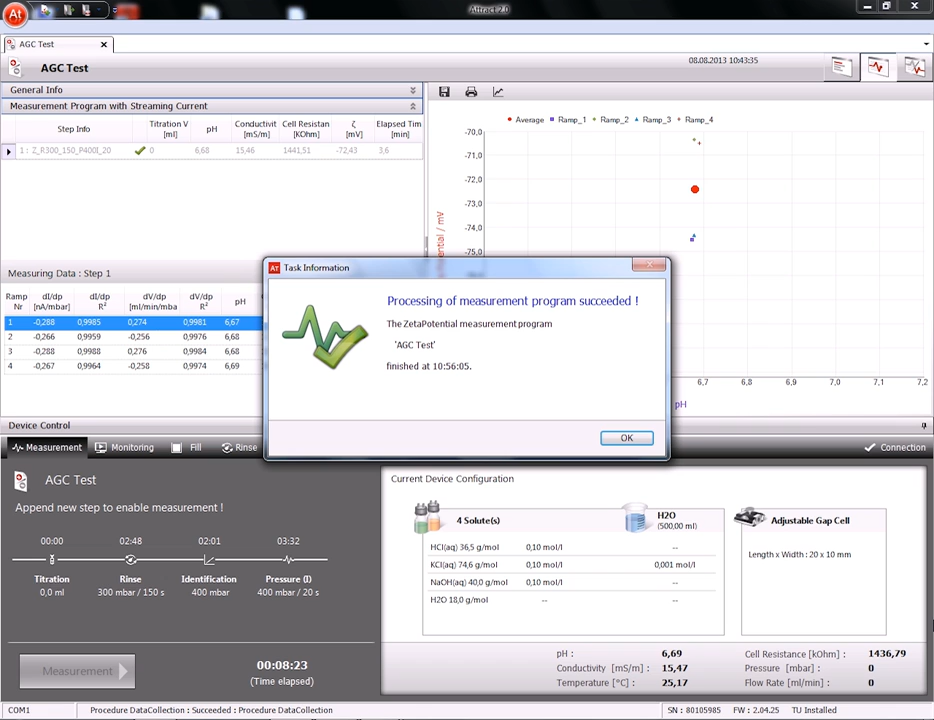 Attract 2.0
At
AGC Test
AGC Test
08.08.2013 10:43:35
General Info
Measurement Program with Streaming Current
Step Info
Titration V [ml]
pH
Conductivit [mS/m]
Cell Resistan [KOhm]
ζ [mV]
Elapsed Tim [min]
1 : Z_R300_150_P400I_20 0 6,68 15,46 1441,51 -72,43 3,6
Average Ramp_1 Ramp_2 Ramp_3 Ramp_4
-70,0
-71,0
-72,0
-73,0
-74,0
-75,0
ential / mV
6,7 6,8 6,9 7,0 7,1 7,2
pH
Measuring Data : Step 1
Ramp Nr
dI/dp [nA/mbar]
dI/dp R²
dV/dp [ml/min/mba
dV/dp R²
pH
1 -0,288 0,9985 0,274 0,9981 6,67
2 -0,266 0,9959 -0,256 0,9976 6,68
3 -0,288 0,9988 0,276 0,9984 6,68
4 -0,267 0,9964 -0,258 0,9974 6,69
AT Task Information
Processing of measurement program succeeded !
The ZetaPotential measurement program
'AGC Test'
finished at 10:56:05.
OK
Device Control
Measurement Monitoring Fill Rinse
Connection
AGC Test
Append new step to enable measurement !
00:00 02:48 02:01 03:32
Titration Rinse Identification Pressure (I)
0,0 ml 300 mbar / 150 s 400 mbar 400 mbar / 20 s
Measurement
00:08:23
(Time elapsed)
Current Device Configuration
4 Solute(s)
H2O
(500,00 ml)
HCl(aq) 36,5 g/mol 0,10 mol/l --
KCl(aq) 74,6 g/mol 0,10 mol/l 0,001 mol/l
NaOH(aq) 40,0 g/mol 0,10 mol/l --
H2O 18,0 g/mol -- --
Adjustable Gap Cell
Length x Width : 20 x 10 mm
pH : 6,69
Conductivity [mS/m] : 15,47
Temperature [°C] : 25,17
Cell Resistance [kOhm] : 1436,79
Pressure [mbar] : 0
Flow Rate [ml/min] : 0
COM1
Procedure DataCollection : Succeeded : Procedure DataCollection
SN : 80105985 FW : 2.04.25 TU Installed